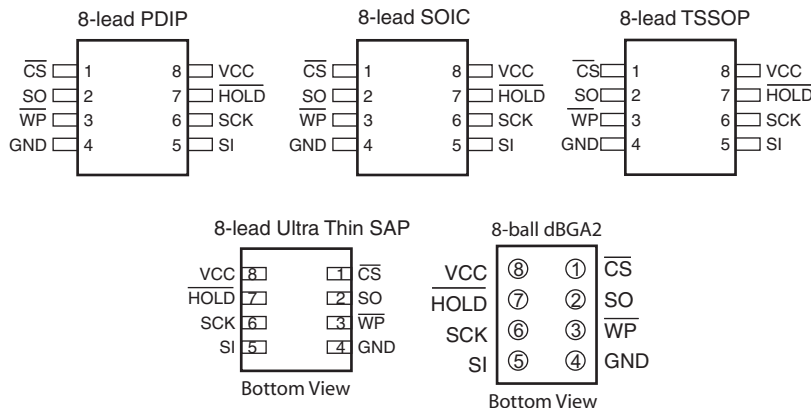 8-lead PDIP
CS 1 8 VCC
SO 2 7 HOLD
WP 3 6 SCK
GND 4 5 SI
8-lead SOIC
CS 1 8 VCC
SO 2 7 HOLD
WP 3 6 SCK
GND 4 5 SI
8-lead TSSOP
CS 1 8 VCC
SO 2 7 HOLD
WP 3 6 SCK
GND 4 5 SI
8-lead Ultra Thin SAP
VCC 8 1 CS
HOLD 7 2 SO
SCK 6 3 WP
SI 5 4 GND
Bottom View
8-ball dBGA2
VCC 8 1 CS
HOLD 7 2 SO
SCK 6 3 WP
SI 5 4 GND
Bottom View